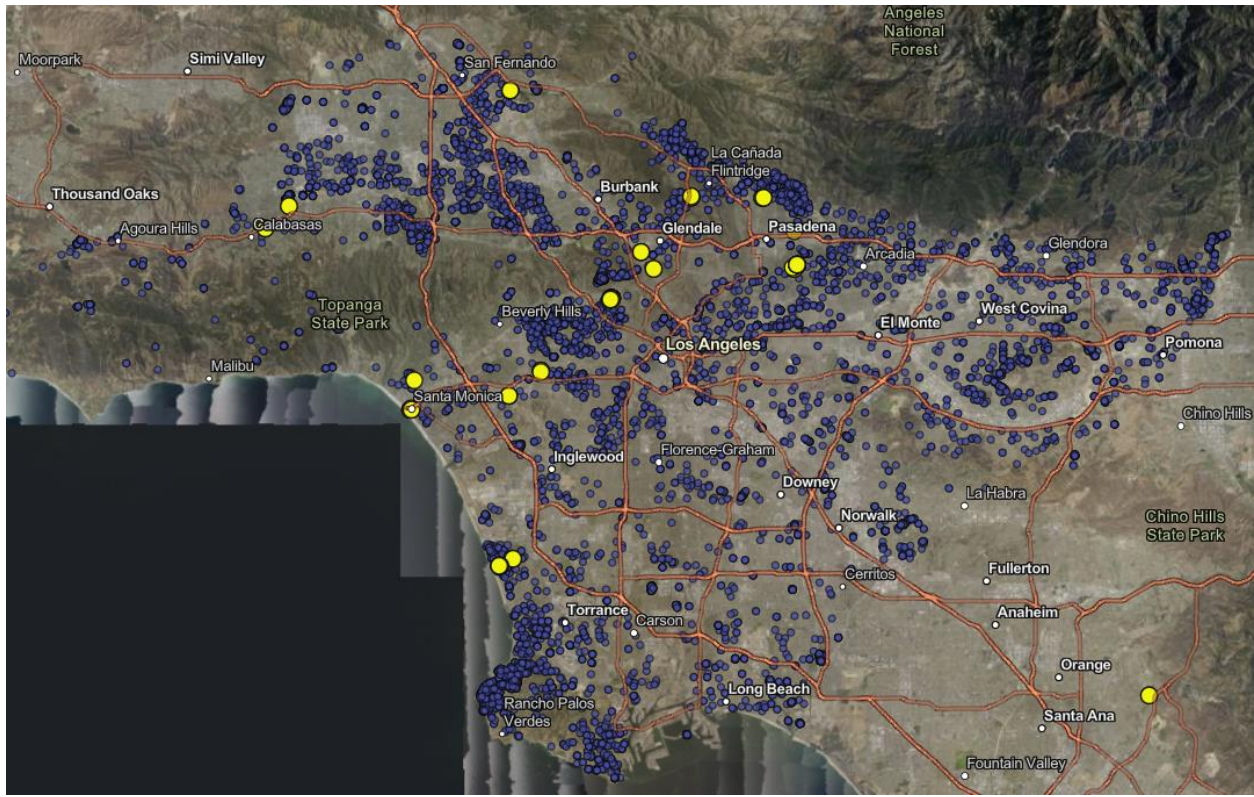 Angeles
National
Forest
Moorpark
Simi Valley
San Fernando
La Cañada
Flintridge
Thousand Oaks
Burbank
Agoura Hills
Calabasas
Glendale
Pasadena
Arcadia
Glendora
Topanga
State Park
Beverly Hills
West Covina
El Monte
Los Angeles
Pomona
Malibu
Santa Monica
Chino Hills
Inglewood
Florence-Graham
Downey
La Habra
Norwalk
Chino Hills
State Park
Cerritos
Fullerton
Torrance
Carson
Anaheim
Orange
Long Beach
Rancho Palos
Verdes
Santa Ana
Fountain Valley